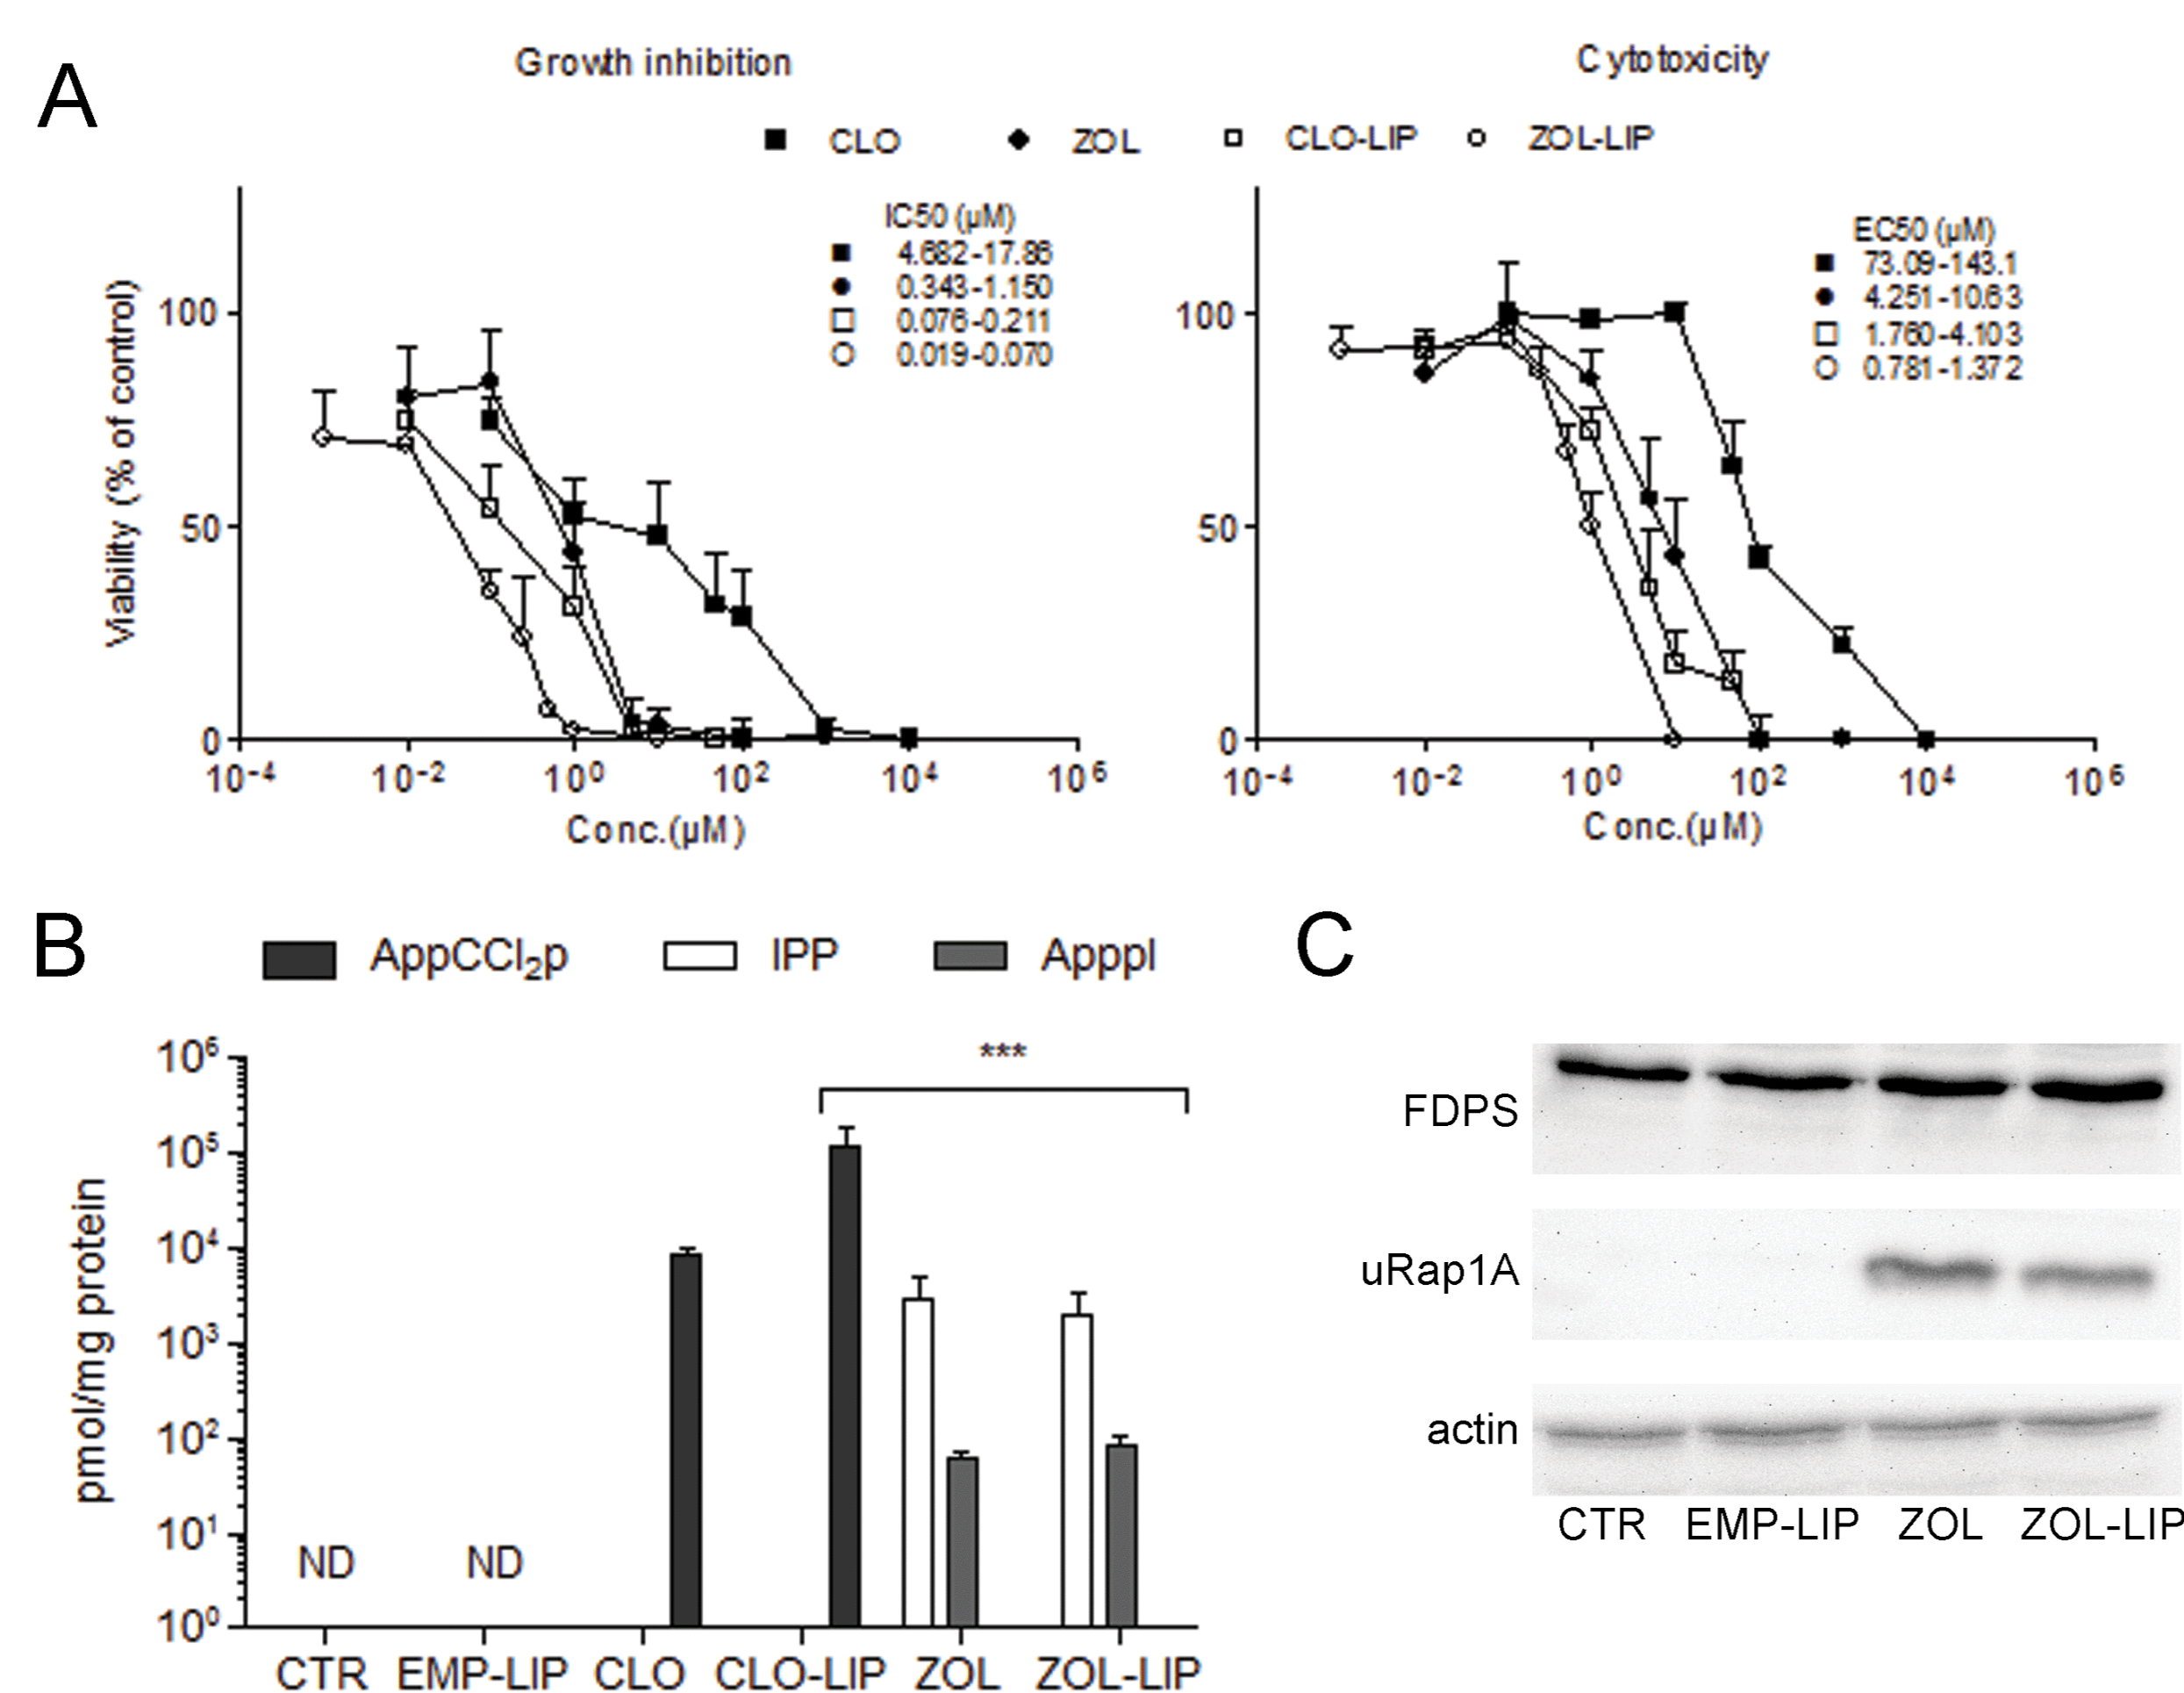 A
Growth inhibition
Cytotoxicity
CLO ZOL CLO-LIP ZOL-LIP
Viability (% of control)
100
50
0
IC50 (µM)
4.682-17.86
0.343-1.150
0.076-0.211
0.019-0.070
10-4 10-2 100 102 104 106
Conc.(µM)
100
50
0
EC50 (µM)
73.09-143.1
4.251-10.63
1.760-4.103
0.781-1.372
10-4 10-2 100 102 104 106
Conc.(µM)
B
AppCCl2p IPP ApppI
pmol/mg protein
106
105
104
103
102
101
100
***
ND ND
CTR EMP-LIP CLO CLO-LIP ZOL ZOL-LIP
C
FDPS
uRap1A
actin
CTR EMP-LIP ZOL ZOL-LIP